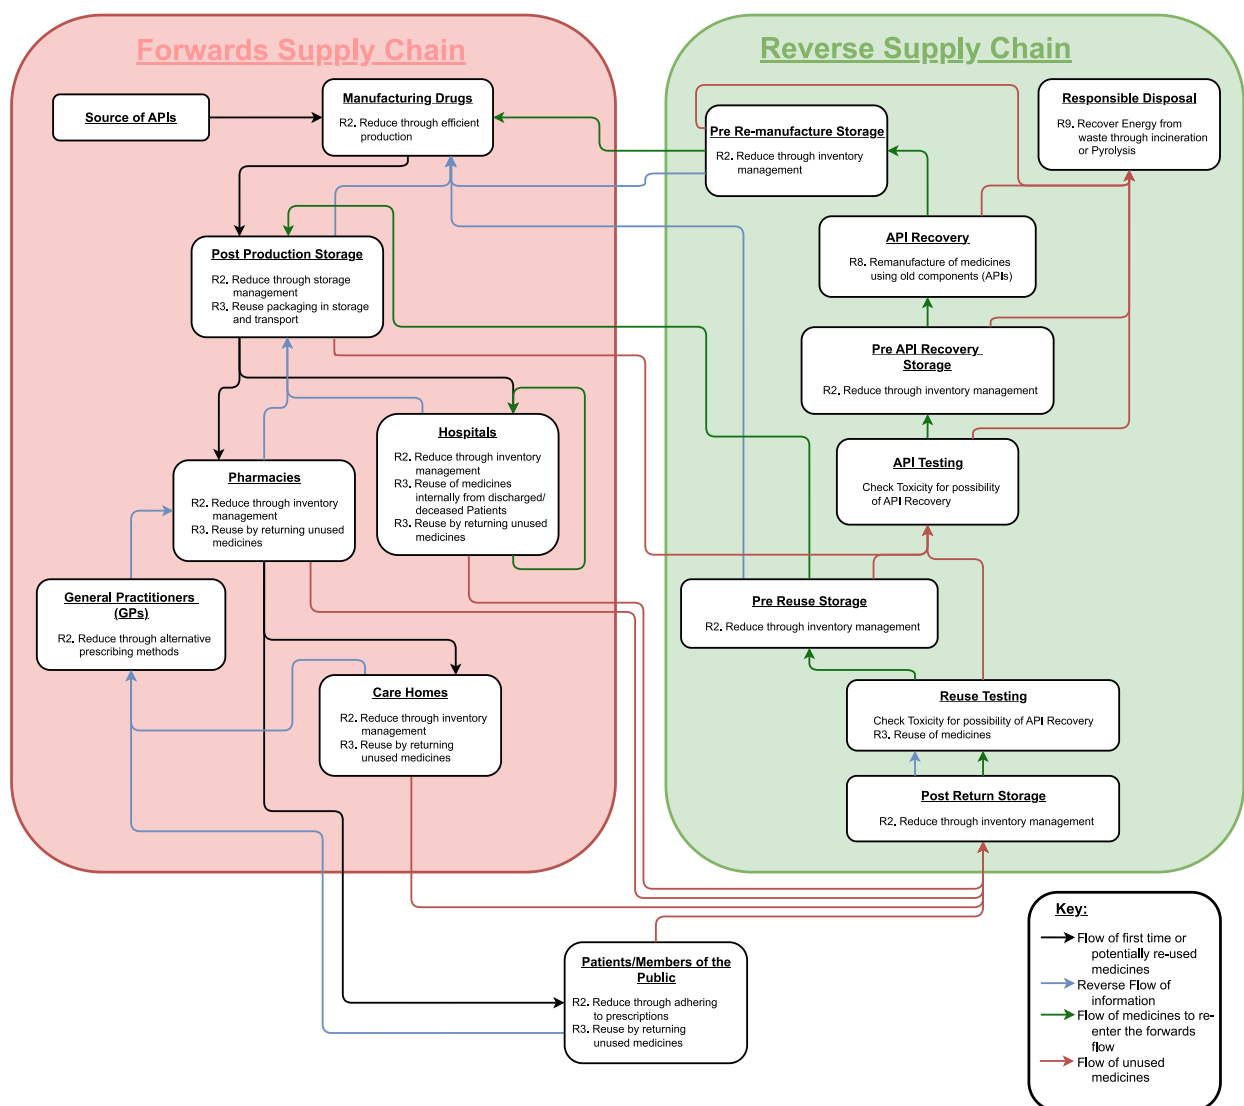 Forwards Supply Chain
Reverse Supply Chain
Source of APIs
Manufacturing Drugs
R2. Reduce through efficient
production
Pre Re-manufacture Storage
R2. Reduce through inventory
management
Responsible Disposal
R9. Recover Energy from
waste through incineration
or Pyrolysis
Post Production Storage
R2. Reduce through storage
management
R3. Reuse packaging in storage
and transport
API Recovery
R8. Remanufacture of medicines
using old components (APIs)
Pre API Recovery
Storage
R2. Reduce through inventory management
Hospitals
R2. Reduce through inventory
management
R3. Reuse of medicines
internally from discharged/
deceased Patients
R3. Reuse by returning unused
medicines
API Testing
Check Toxicity for possibility
of API Recovery
Pharmacies
R2. Reduce through inventory
management
R3. Reuse by returning unused
medicines
General Practitioners
(GPs)
R2. Reduce through alternative
prescribing methods
Pre Reuse Storage
R2. Reduce through inventory management
Care Homes
R2. Reduce through inventory
management
R3. Reuse by returning
unused medicines
Reuse Testing
Check Toxicity for possibility of API Recovery
R3. Reuse of medicines
Post Return Storage
R2. Reduce through inventory management
Patients/Members of the
Public
R2. Reduce through adhering
to prescriptions
R3. Reuse by returning
unused medicines
Key:
Flow of first time or
potentially re-used
medicines
Reverse Flow of
information
Flow of medicines to re-
enter the forwards
flow
Flow of unused
medicines